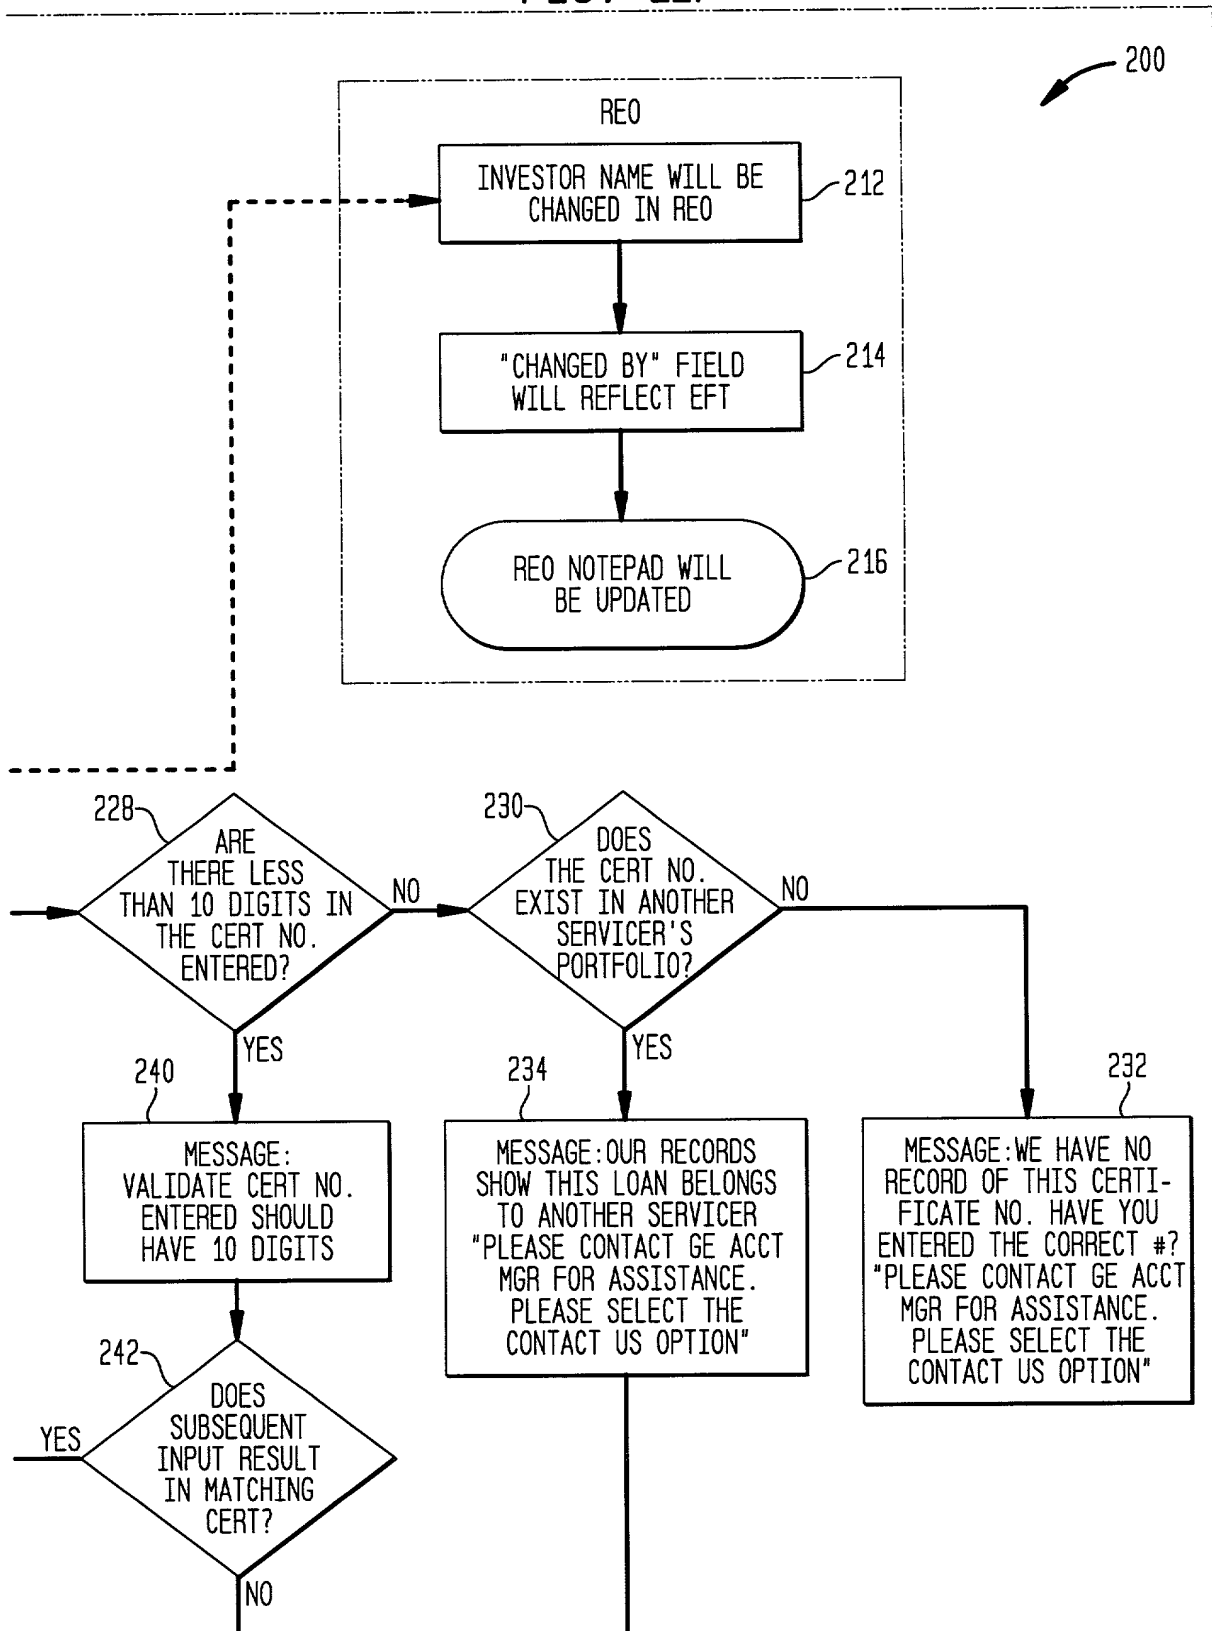 200
REO
INVESTOR NAME WILL BE
CHANGED IN REO
212
"CHANGED BY" FIELD
WILL REFLECT EFT
214
REO NOTEPAD WILL
BE UPDATED
216
228
ARE
THERE LESS
THAN 10 DIGITS IN
THE CERT NO.
ENTERED?
NO
YES
230
DOES
THE CERT NO.
EXIST IN ANOTHER
SERVICER'S
PORTFOLIO?
NO
YES
240
MESSAGE:
VALIDATE CERT NO.
ENTERED SHOULD
HAVE 10 DIGITS
234
MESSAGE:OUR RECORDS
SHOW THIS LOAN BELONGS
TO ANOTHER SERVICER
"PLEASE CONTACT GE ACCT
MGR FOR ASSISTANCE.
PLEASE SELECT THE
CONTACT US OPTION"
232
MESSAGE:WE HAVE NO
RECORD OF THIS CERTI-
FICATE NO. HAVE YOU
ENTERED THE CORRECT #?
"PLEASE CONTACT GE ACCT
MGR FOR ASSISTANCE.
PLEASE SELECT THE
CONTACT US OPTION"
242
DOES
SUBSEQUENT
INPUT RESULT
IN MATCHING
CERT?
YES
NO